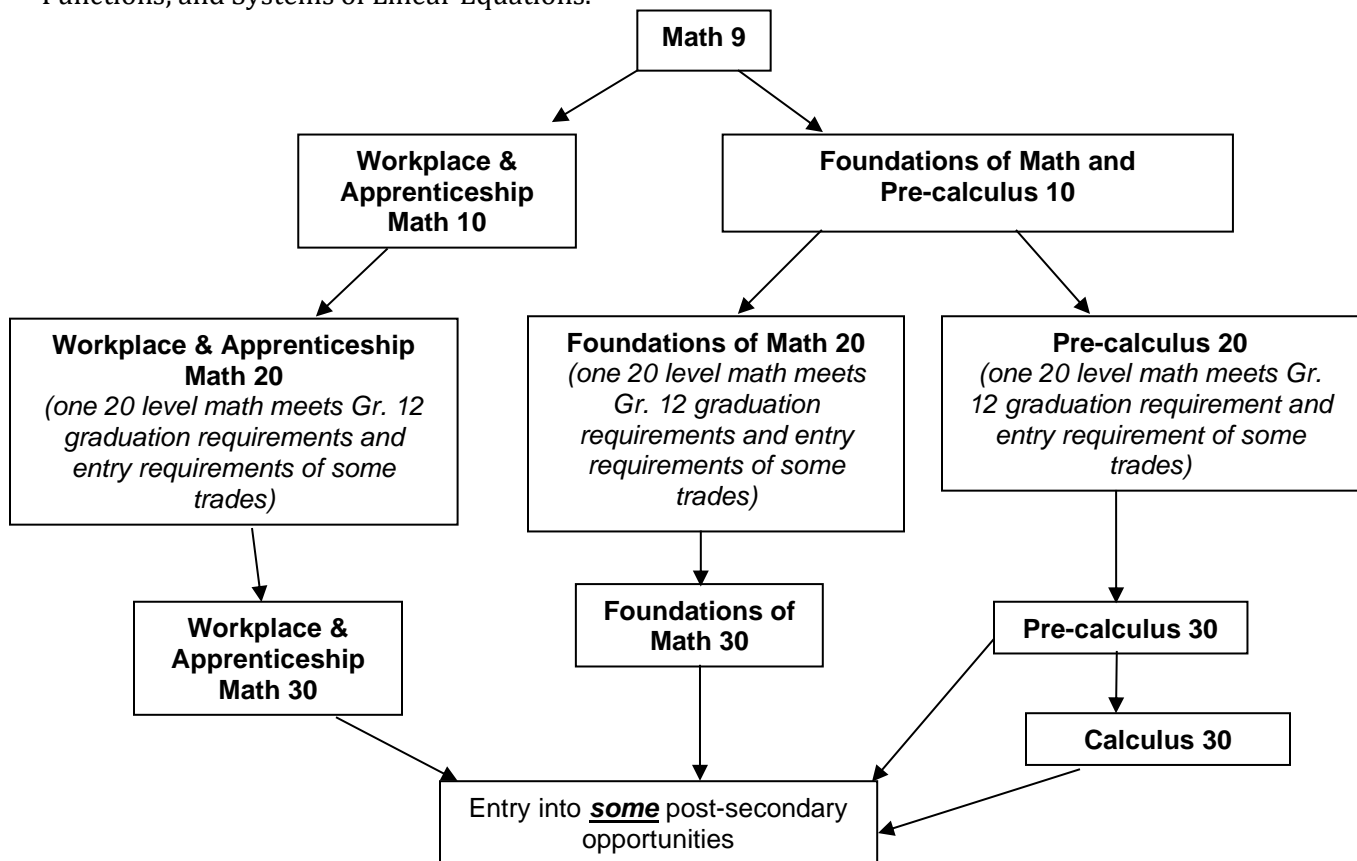 Functions, and Systems of Linear Equations.
Math 9
Workplace &
Apprenticeship
Math 10
Foundations of Math and
Pre-calculus 10
Workplace & Apprenticeship
Math 20
(one 20 level math meets Gr. 12
graduation requirements and
entry requirements of some
trades)
Foundations of Math 20
(one 20 level math meets
Gr. 12 graduation
requirements and entry
requirements of some
trades)
Pre-calculus 20
(one 20 level math meets Gr.
12 graduation requirement and
entry requirement of some
trades)
Workplace &
Apprenticeship
Math 30
Foundations of
Math 30
Pre-calculus 30
Calculus 30
Entry into some post-secondary
opportunities